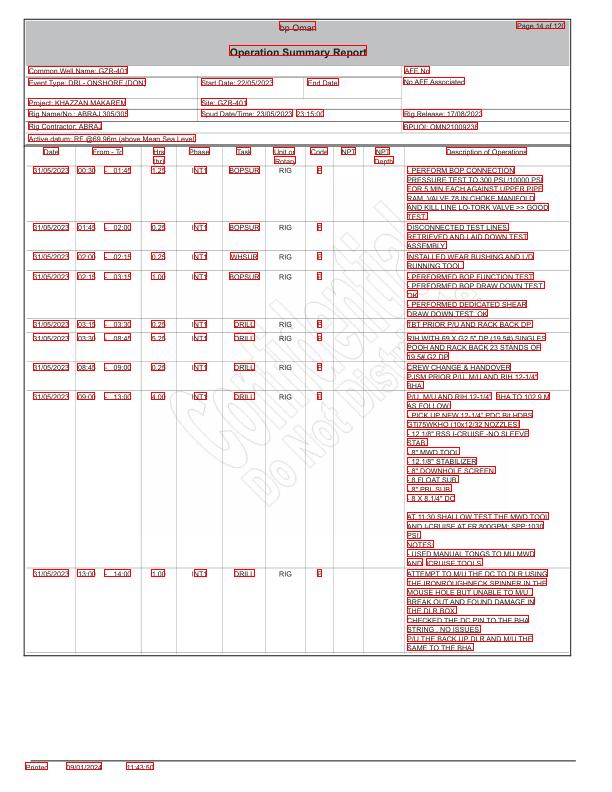 bp Oman
Page 14 of 120
Operation Summary Report
Common Well Name: GZR-401
AFE No
Event Type: DRL - ONSHORE (DON)
Start Date: 22/05/2023
End Date
No AFE Associated
Project: KHAZZAN MAKAREM
Site: GZR-401
Rig Name/No.: ABRAJ 305/305
Spud Date/Time: 23/05/2023 23:15:00
Rig Release: 17/08/2023
Rig Contractor: ABRAJ
BPUOI: OMN21009236
Active datum: RF @69.96m (above Mean Sea Level)
Date From - To Hrs (hr) Phase Task Unit or Rotary Code NPT NPT Depth Description of Operations
31/05/2023 00:30 - 01:45 1.25 INT1 BOPSUR RIG P - PERFORM BOP CONNECTION
PRESSURE TEST TO 300 PSI/10000 PSI
FOR 5 MIN EACH AGAINST UPPER PIPE
RAM, VALVE 78 IN CHOKE MANIFOLD
AND KILL LINE LO-TORK VALVE >> GOOD
TEST
31/05/2023 01:45 - 02:00 0.25 INT1 BOPSUR RIG P DISCONNECTED TEST LINES,
RETRIEVED AND LAID DOWN TEST
ASSEMBLY
31/05/2023 02:00 - 02:15 0.25 INT1 WHSUR RIG P INSTALLED WEAR BUSHING AND L/D
RUNNING TOOL
31/05/2023 02:15 - 03:15 1.00 INT1 BOPSUR RIG P - PERFORMED BOP FUNCTION TEST
- PERFORMED BOP DRAW DOWN TEST,
OK
- PERFORMED DEDICATED SHEAR
DRAW DOWN TEST, OK
31/05/2023 03:15 - 03:30 0.25 INT1 DRILL RIG P TBT PRIOR P/U AND RACK BACK DP
31/05/2023 03:30 - 08:45 5.25 INT1 DRILL RIG P RIH WITH 69 X G2 5" DP (19.5#) SINGLES
POOH AND RACK BACK 23 STANDS OF
19.5# G2 DP
31/05/2023 08:45 - 09:00 0.25 INT1 DRILL RIG P CREW CHANGE & HANDOVER
PJSM PRIOR P/U, M/U AND RIH 12-1/4"
BHA
31/05/2023 09:00 - 13:00 4.00 INT1 DRILL RIG P P/U, M/U AND RIH 12-1/4" BHA TO 102.9 M
AS FOLLOW
- PICK UP NEW 12-1/4" PDC Bit HDBS
GTi75WKHO (10x12/32 NOZZLES)
- 12.1/8" RSS I-CRUISE -NO SLEEVE
STAB
- 8" MWD TOOL
- 12.1/8" STABILIZER
- 8" DOWNHOLE SCREEN
- 8 FLOAT SUB
- 8" PBL SUB
- 8 X 8.1/4" DC
AT 11:30 SHALLOW TEST THE MWD TOOL
AND I-CRUISE AT FR 800GPM; SPP:1030
PSI
NOTES:
- USED MANUAL TONGS TO MU MWD
AND ICRUISE TOOLS
31/05/2023 13:00 - 14:00 1.00 INT1 DRILL RIG P ATTEMPT TO M/U THE DC TO DLR USING
THE IRONROUGHNECK SPINNER IN THE
MOUSE HOLE BUT UNABLE TO M/U
BREAK OUT AND FOUND DAMAGE IN
THE DLR BOX
CHECKED THE DC PIN TO THE BHA
STRING , NO ISSUES
P/U THE BACK UP DLR AND M/U THE
SAME TO THE BHA
Confidential
Do Not
Printed 09/01/2024 11:43:50